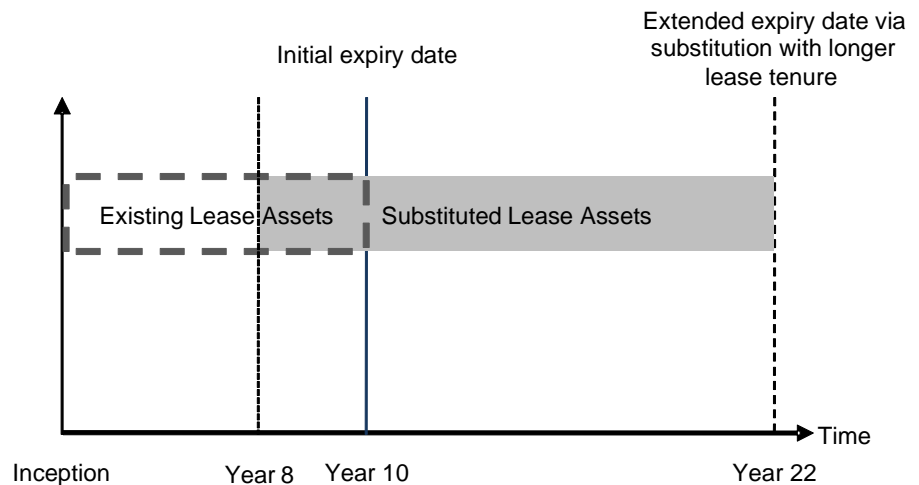 Extended expiry date via
substitution with longer
lease tenure
Initial expiry date
Existing Lease Assets
Substituted Lease Assets
Time
Inception
Year 8
Year 10
Year 22